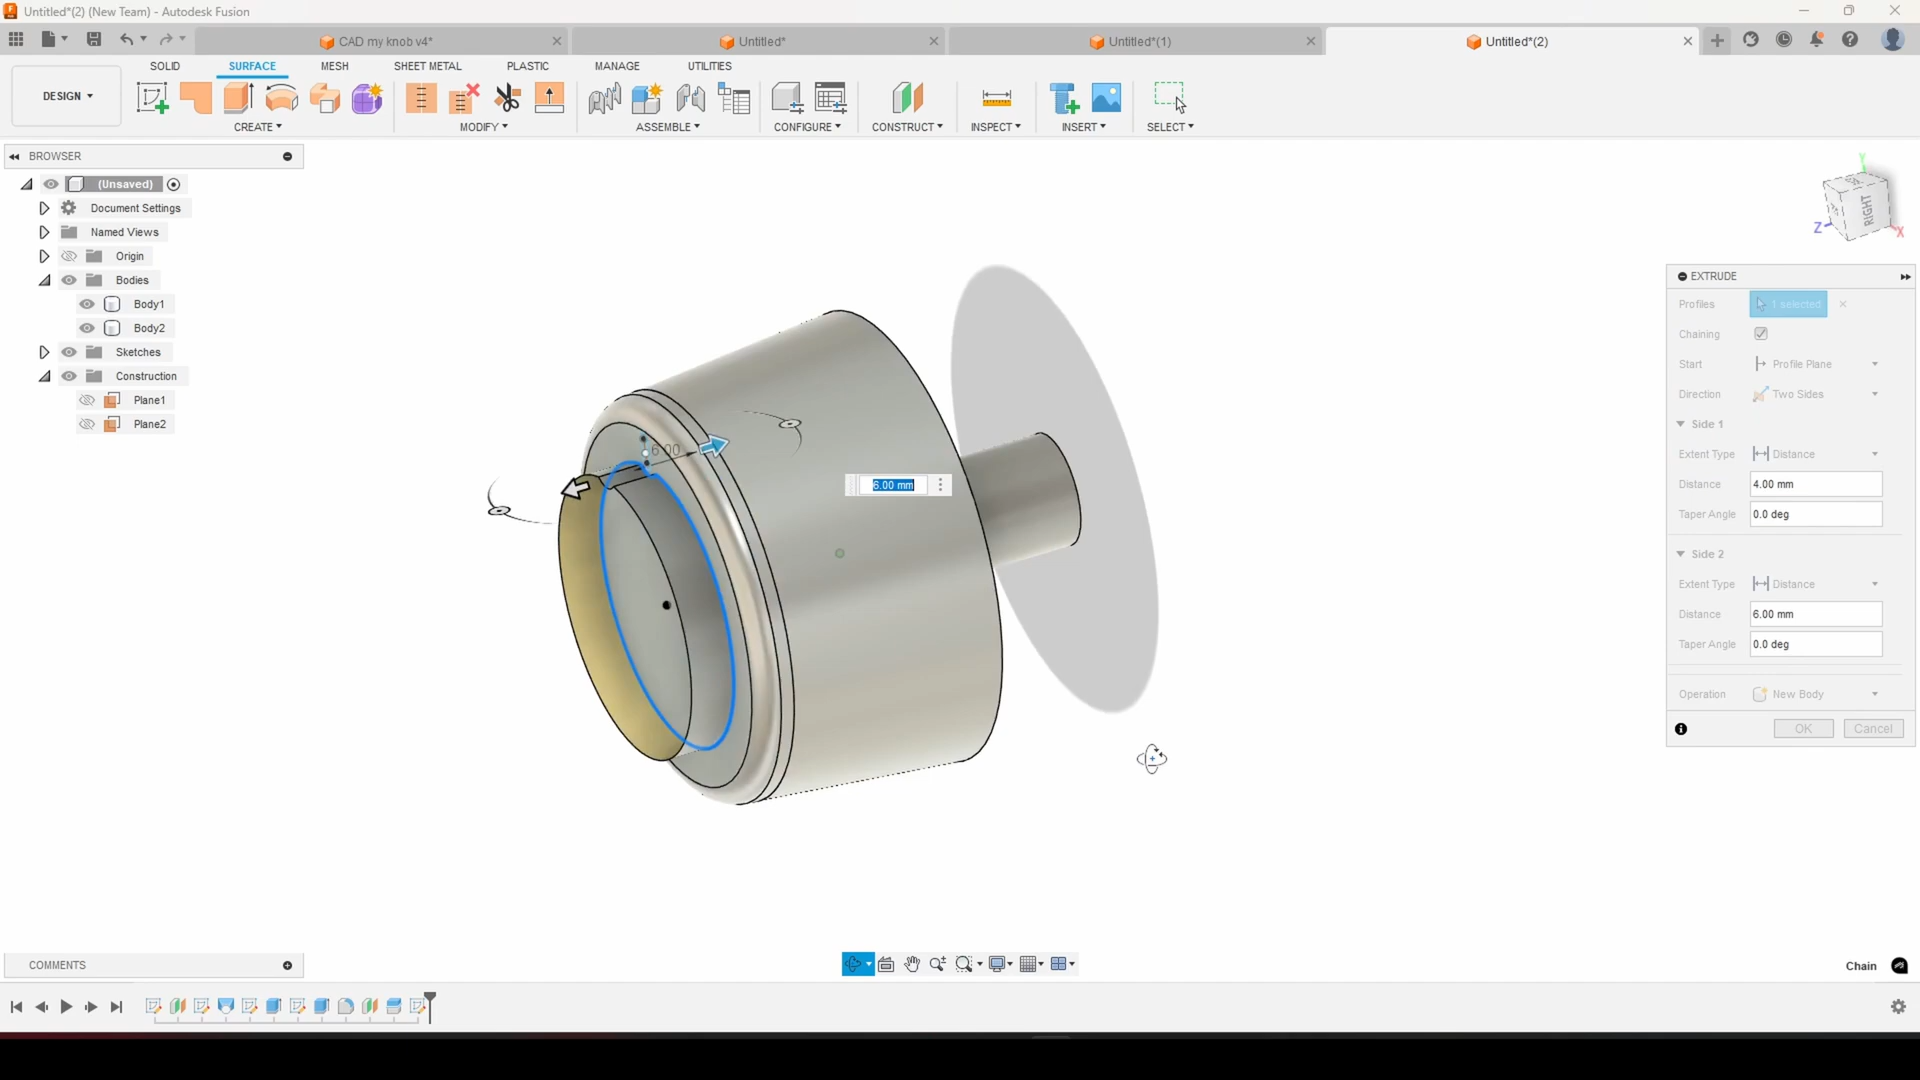 Untitled*(2) (New Team) - Autodesk Fusion
CAD my knob v4*
Untitled*
Untitled*(1)
Untitled*(2)
DESIGN
SOLID
SURFACE
MESH
SHEET METAL
PLASTIC
MANAGE
UTILITIES
CREATE
MODIFY
ASSEMBLE
CONFIGURE
CONSTRUCT
INSPECT
INSERT
SELECT
BROWSER
(Unsaved)
Document Settings
Named Views
Origin
Bodies
Body1
Body2
Sketches
Construction
Plane1
Plane2
6.00
6.00 mm
Y
Z
X
RIGHT
EXTRUDE
Profiles
1 selected
Chaining
Start
Profile Plane
Direction
Two Sides
Side 1
Extent Type
Distance
Distance
4.00 mm
Taper Angle
0.0 deg
Side 2
Extent Type
Distance
Distance
6.00 mm
Taper Angle
0.0 deg
Operation
New Body
OK
Cancel
COMMENTS
Chain